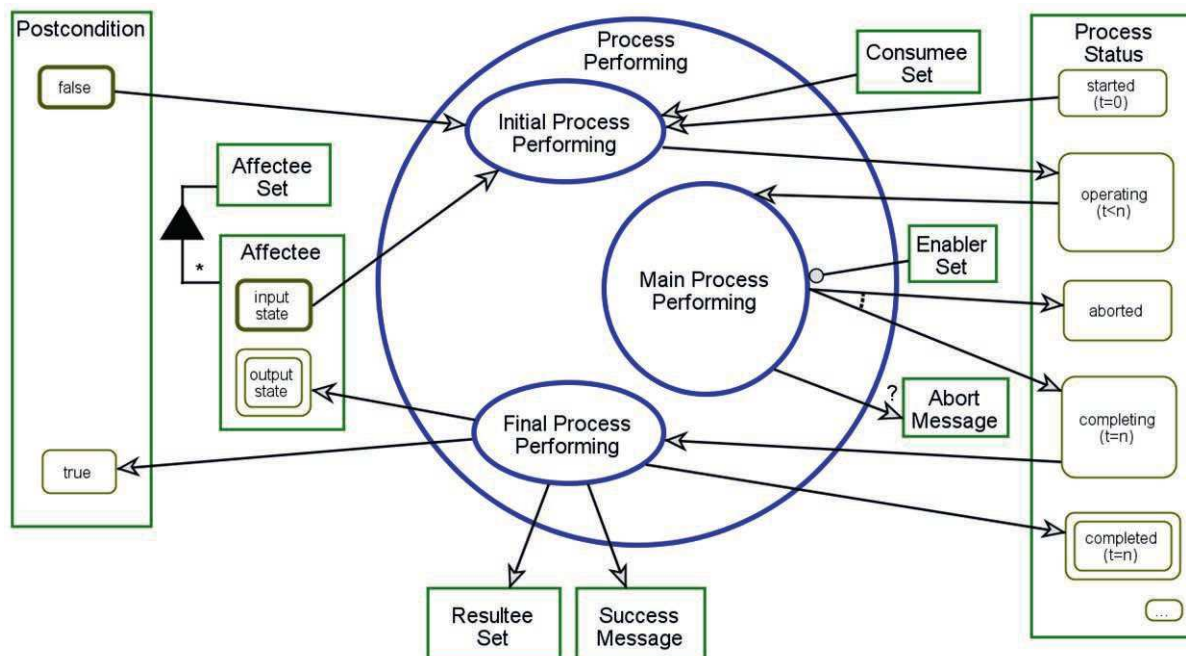 Postcondition
false
true
Affectee
Set
*
Affectee
input
state
output
state
Process
Performing
Initial Process
Performing
Main Process
Performing
Final Process
Performing
Consumee
Set
Enabler
Set
?
Abort
Message
Resultee
Set
Success
Message
Process
Status
started
(t=0)
operating
(t<n)
aborted
completing
(t=n)
completed
(t=n)
...